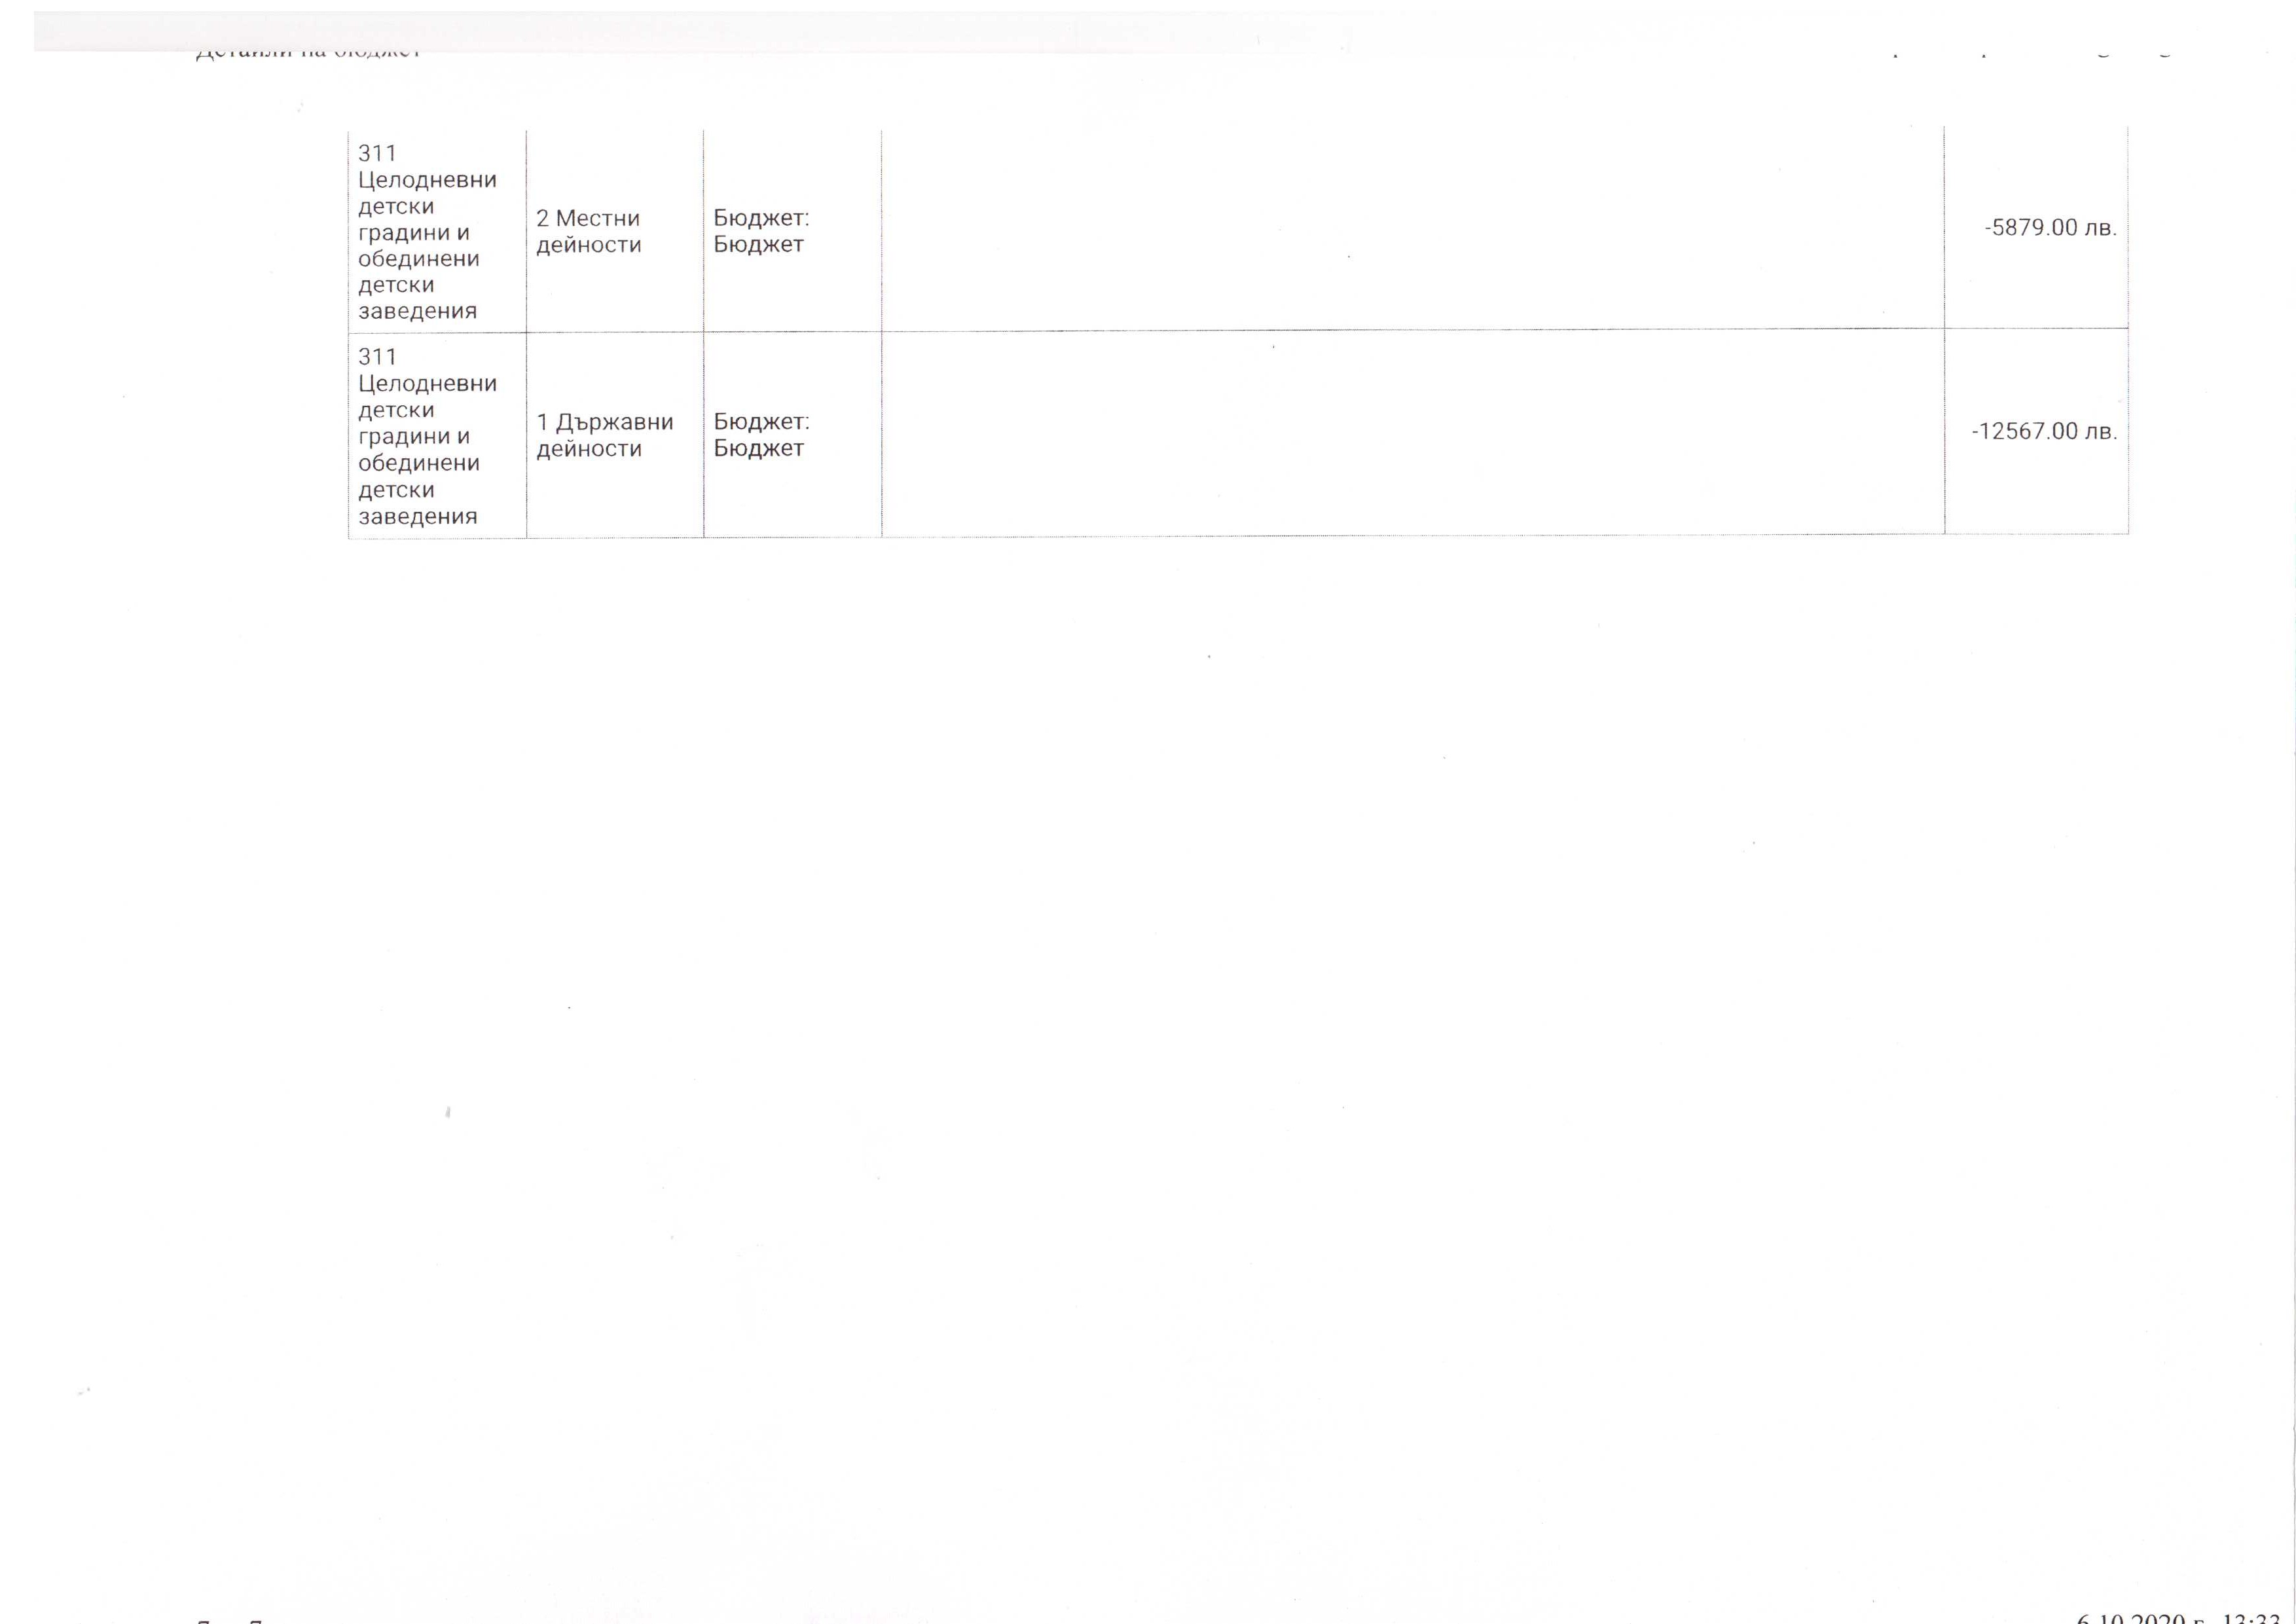 Детайли на бюджет
311
Целодневни
детски
градини и
обединени
детски
заведения
2 Местни
дейности
Бюджет:
Бюджет
-5879.00 лв.
311
Целодневни
детски
градини и
обединени
детски
заведения
1 Държавни
дейности
Бюджет:
Бюджет
-12567.00 лв.
6.10.2020 г., 13:33